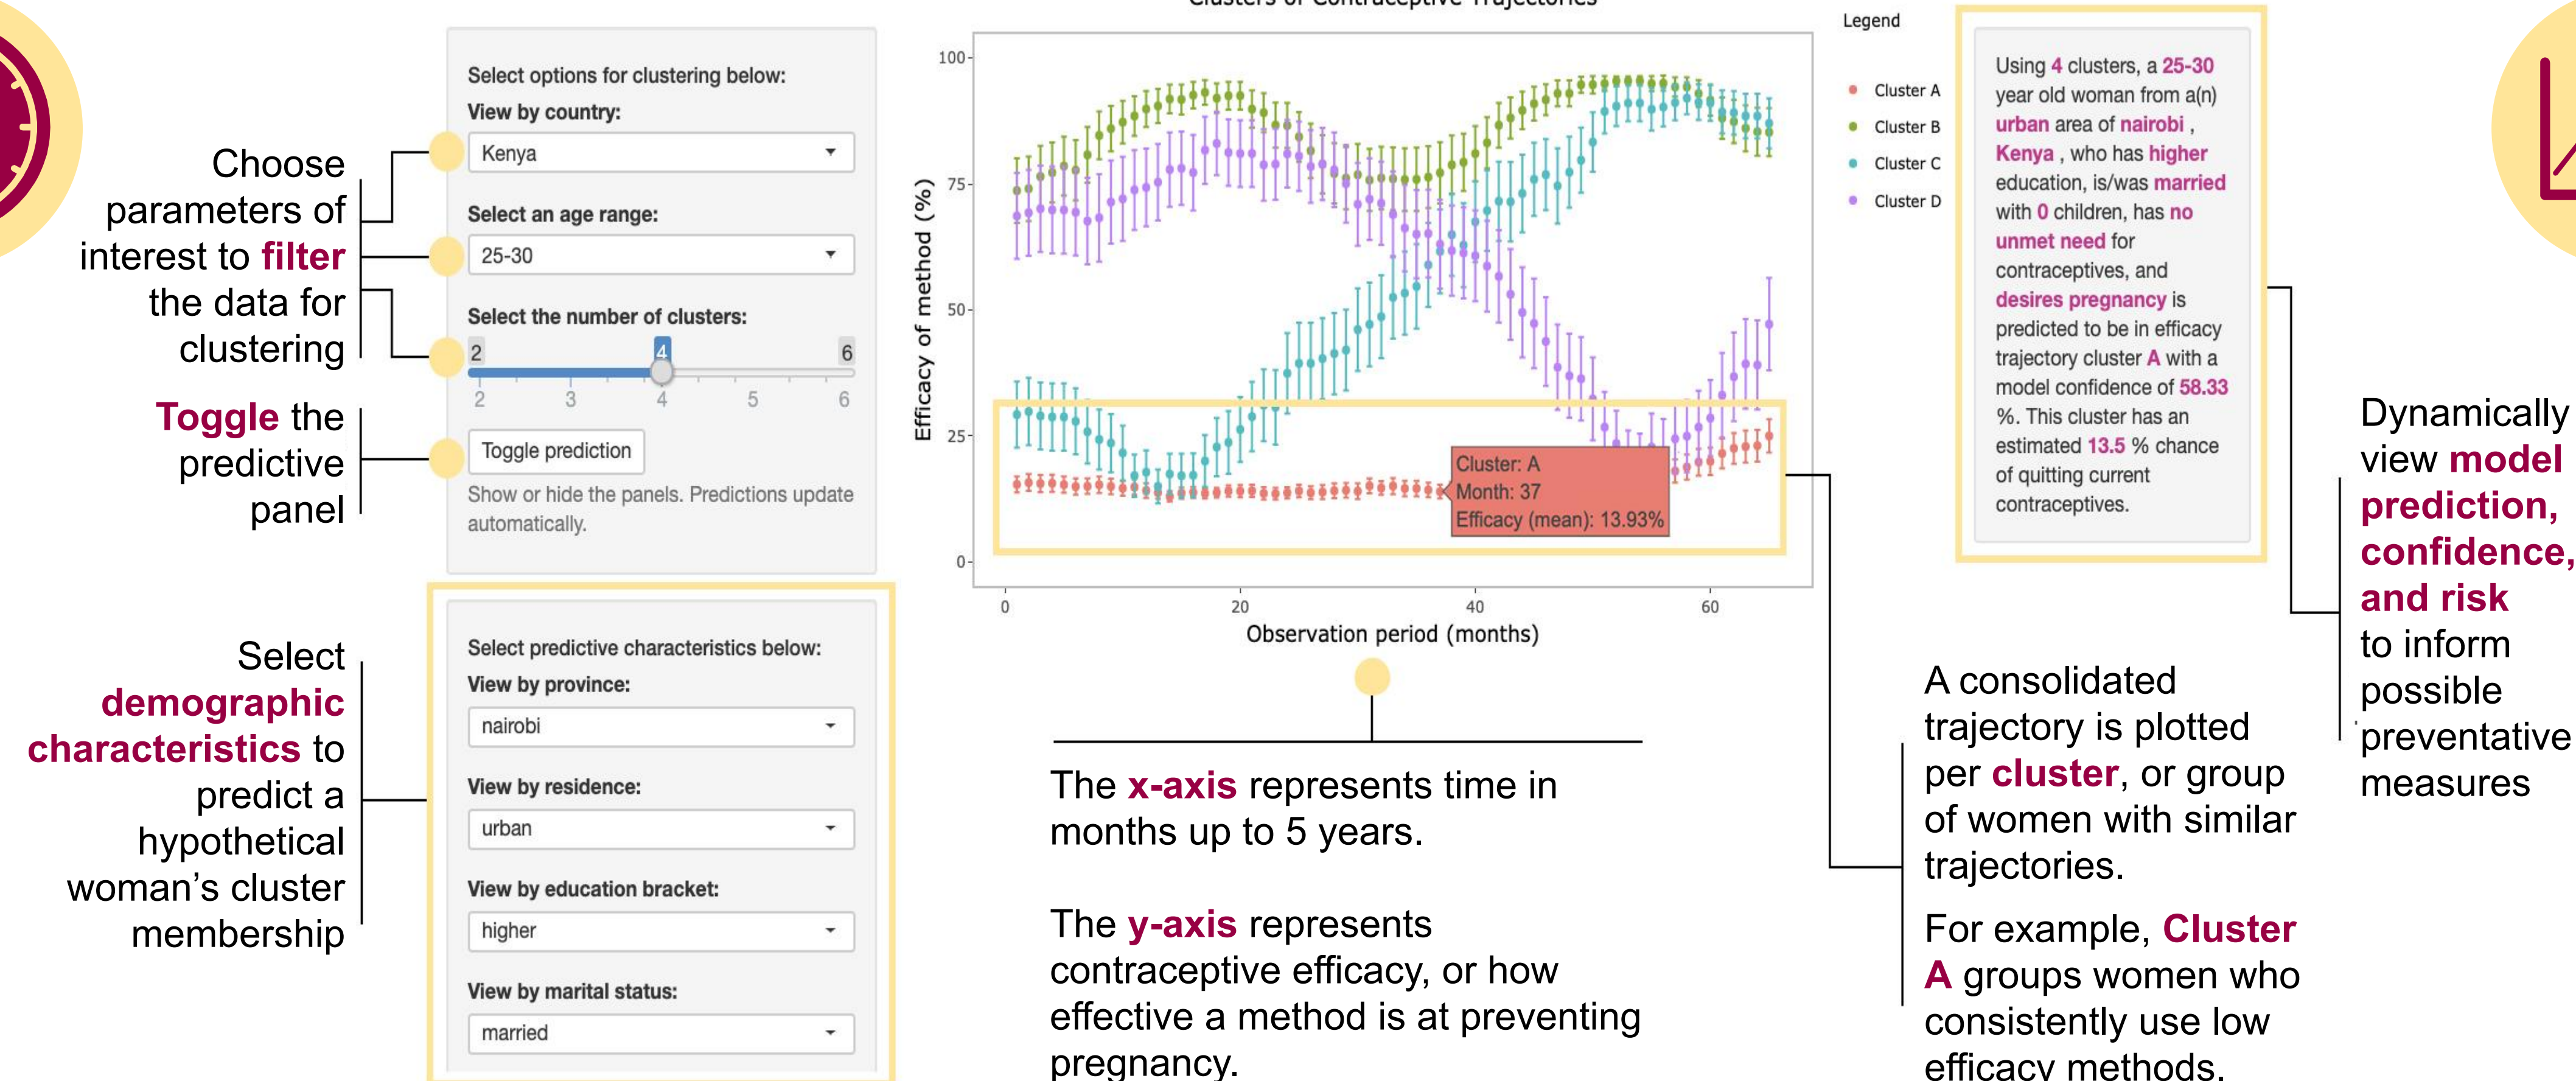 Clusters of Contraceptive Trajectories
Choose
parameters of
interest to filter
the data for
clustering
Toggle the
predictive
panel
Select
demographic
characteristics to
predict a
hypothetical
woman's cluster
membership
Select options for clustering below:
View by country:
Kenya
Select an age range:
25-30
Select the number of clusters:
2 4 6
2 3 4 5 6
Toggle prediction
Show or hide the panels. Predictions update
automatically.
Select predictive characteristics below:
View by province:
nairobi
View by residence:
urban
View by education bracket:
higher
View by marital status:
married
Efficacy of method (%)
100
75
50
25
0
0 20 40 60
Observation period (months)
Cluster: A
Month: 37
Efficacy (mean): 13.93%
Legend
Cluster A
Cluster B
Cluster C
Cluster D
The x-axis represents time in
months up to 5 years.
The y-axis represents
contraceptive efficacy, or how
effective a method is at preventing
pregnancy.
Using 4 clusters, a 25-30
year old woman from a(n)
urban area of nairobi ,
Kenya , who has higher
education, is/was married
with 0 children, has no
unmet need for
contraceptives, and
desires pregnancy is
predicted to be in efficacy
trajectory cluster A with a
model confidence of 58.33
%. This cluster has an
estimated 13.5 % chance
of quitting current
contraceptives.
A consolidated
trajectory is plotted
per cluster, or group
of women with similar
trajectories.
For example, Cluster
A groups women who
consistently use low
efficacy methods.
Dynamically
view model
prediction,
confidence,
and risk
to inform
possible
preventative
measures